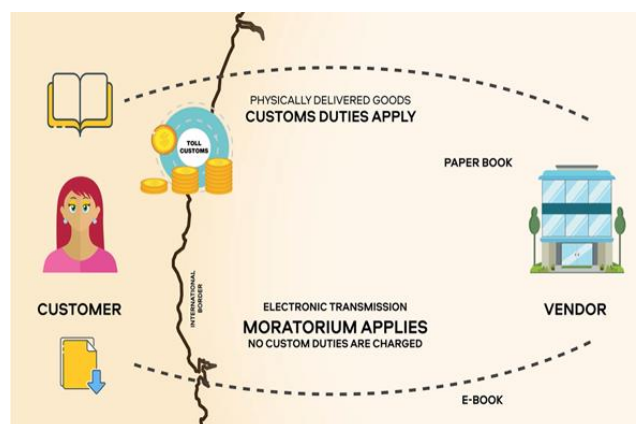 PHYSICALLY DELIVERED GOODS
CUSTOMS DUTIES APPLY
TOLL
CUSTOMS
PAPER BOOK
INTERNATIONAL
BORDER
CUSTOMER
ELECTRONIC TRANSMISSION
MORATORIUM APPLIES
NO CUSTOM DUTIES ARE CHARGED
VENDOR
E-BOOK